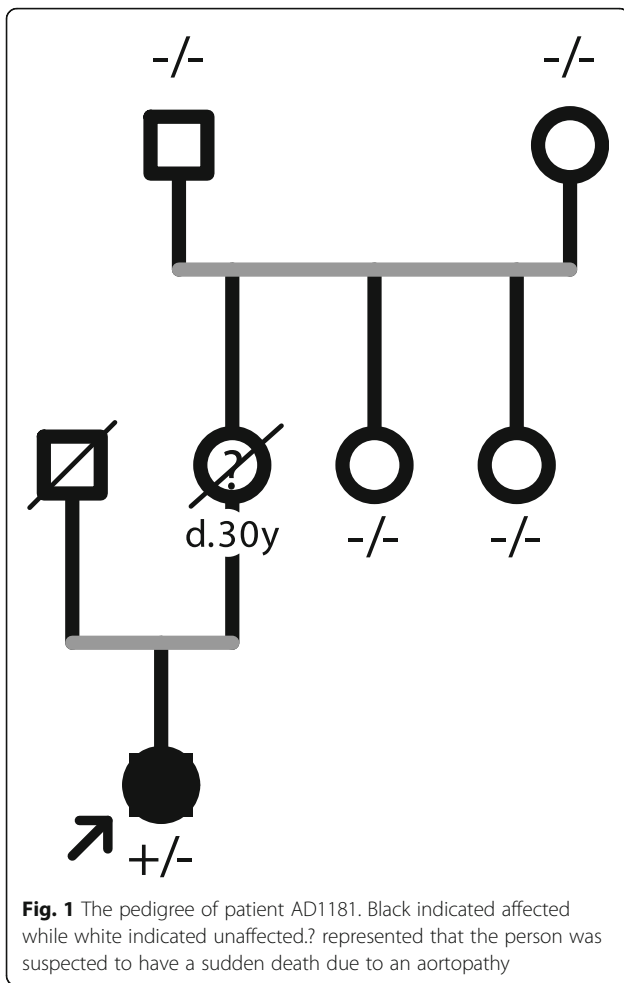 -/- -/-
?
d.30y -/- -/-
+/-
Fig. 1 The pedigree of patient AD1181. Black indicated affected
while white indicated unaffected.? represented that the person was
suspected to have a sudden death due to an aortopathy